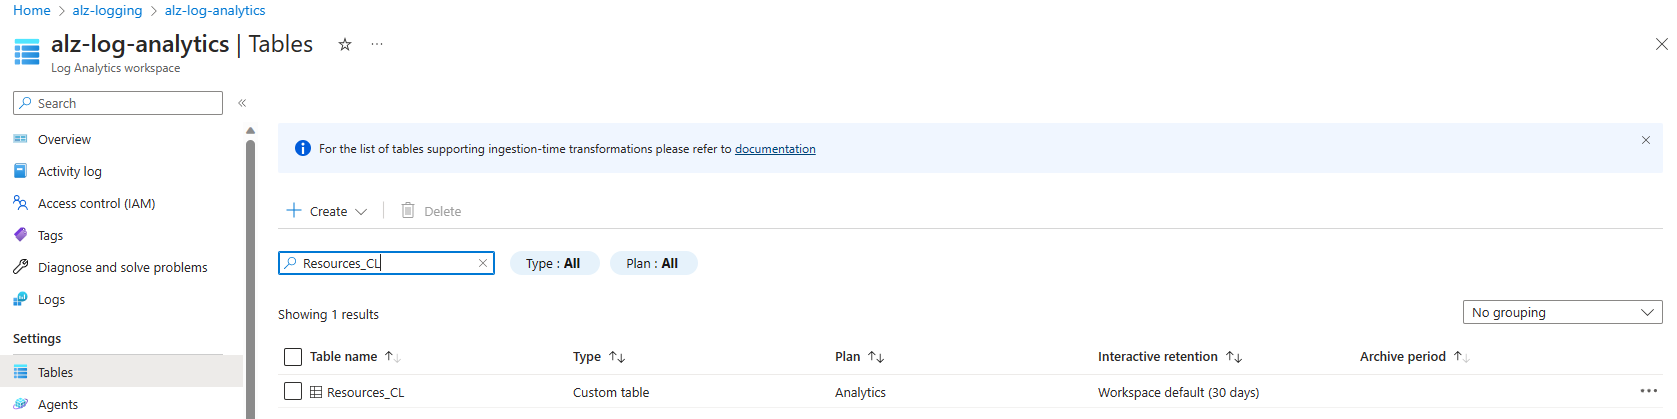 Home > alz-logging > alz-log-analytics
alz-log-analytics | Tables
Log Analytics workspace
Search
Overview
Activity log
Access control (IAM)
Tags
Diagnose and solve problems
Logs
Settings
Tables
Agents
For the list of tables supporting ingestion-time transformations please refer to documentation
Create
Delete
Resources_CL
Type : All
Plan : All
Showing 1 results
No grouping
Table name Type Plan Interactive retention Archive period
Resources_CL Custom table Analytics Workspace default (30 days)